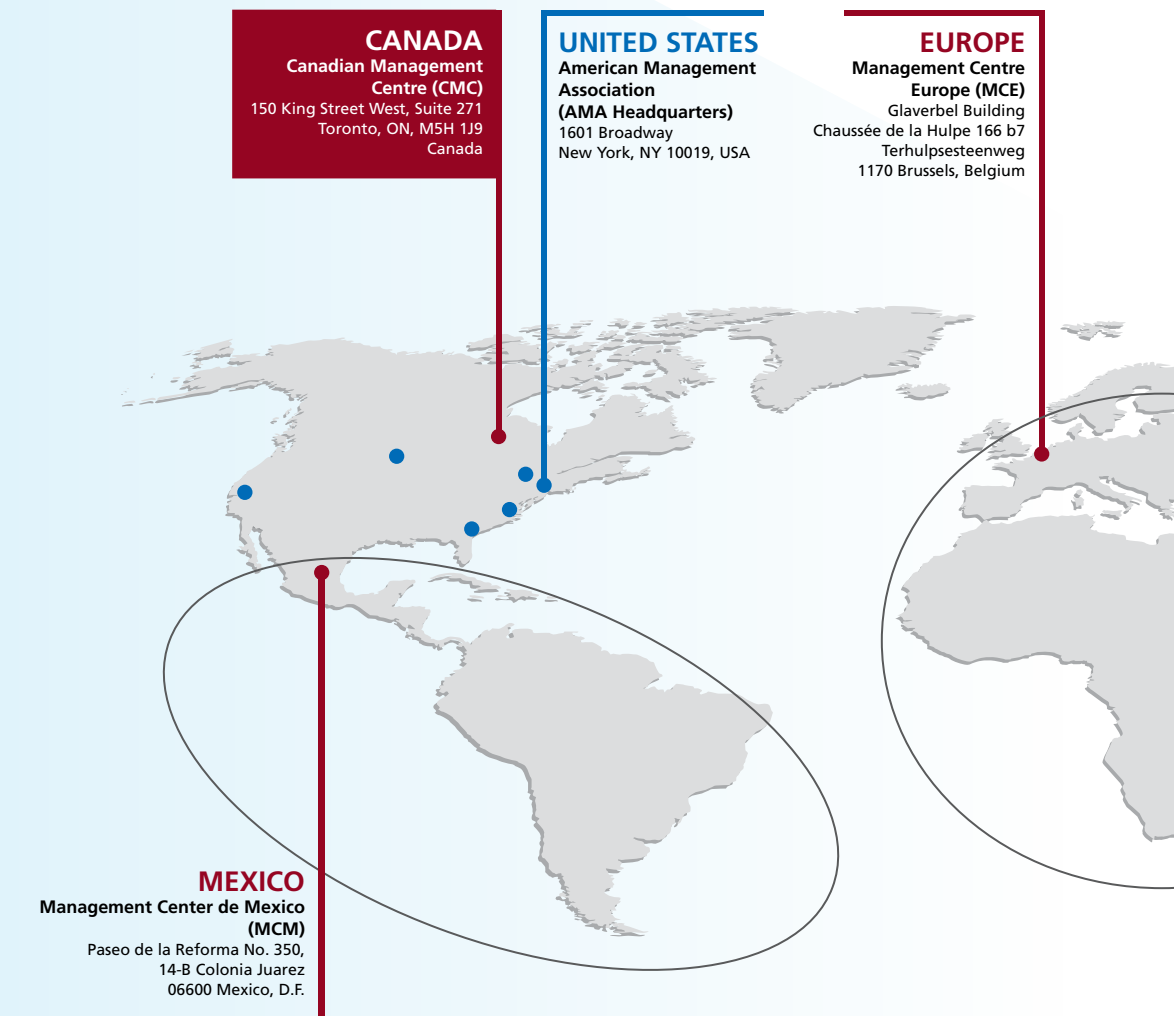 CANADA
Canadian Management
Centre (CMC)
150 King Street West, Suite 271
Toronto, ON, M5H 1J9
Canada
UNITED STATES
American Management
Association
(AMA Headquarters)
1601 Broadway
New York, NY 10019, USA
EUROPE
Management Centre
Europe (MCE)
Glaverbel Building
Chaussée de la Hulpe 166 b7
Terhulpsesteenweg
1170 Brussels, Belgium
MEXICO
Management Center de Mexico
(MCM)
Paseo de la Reforma No. 350,
14-B Colonia Juarez
06600 Mexico, D.F.